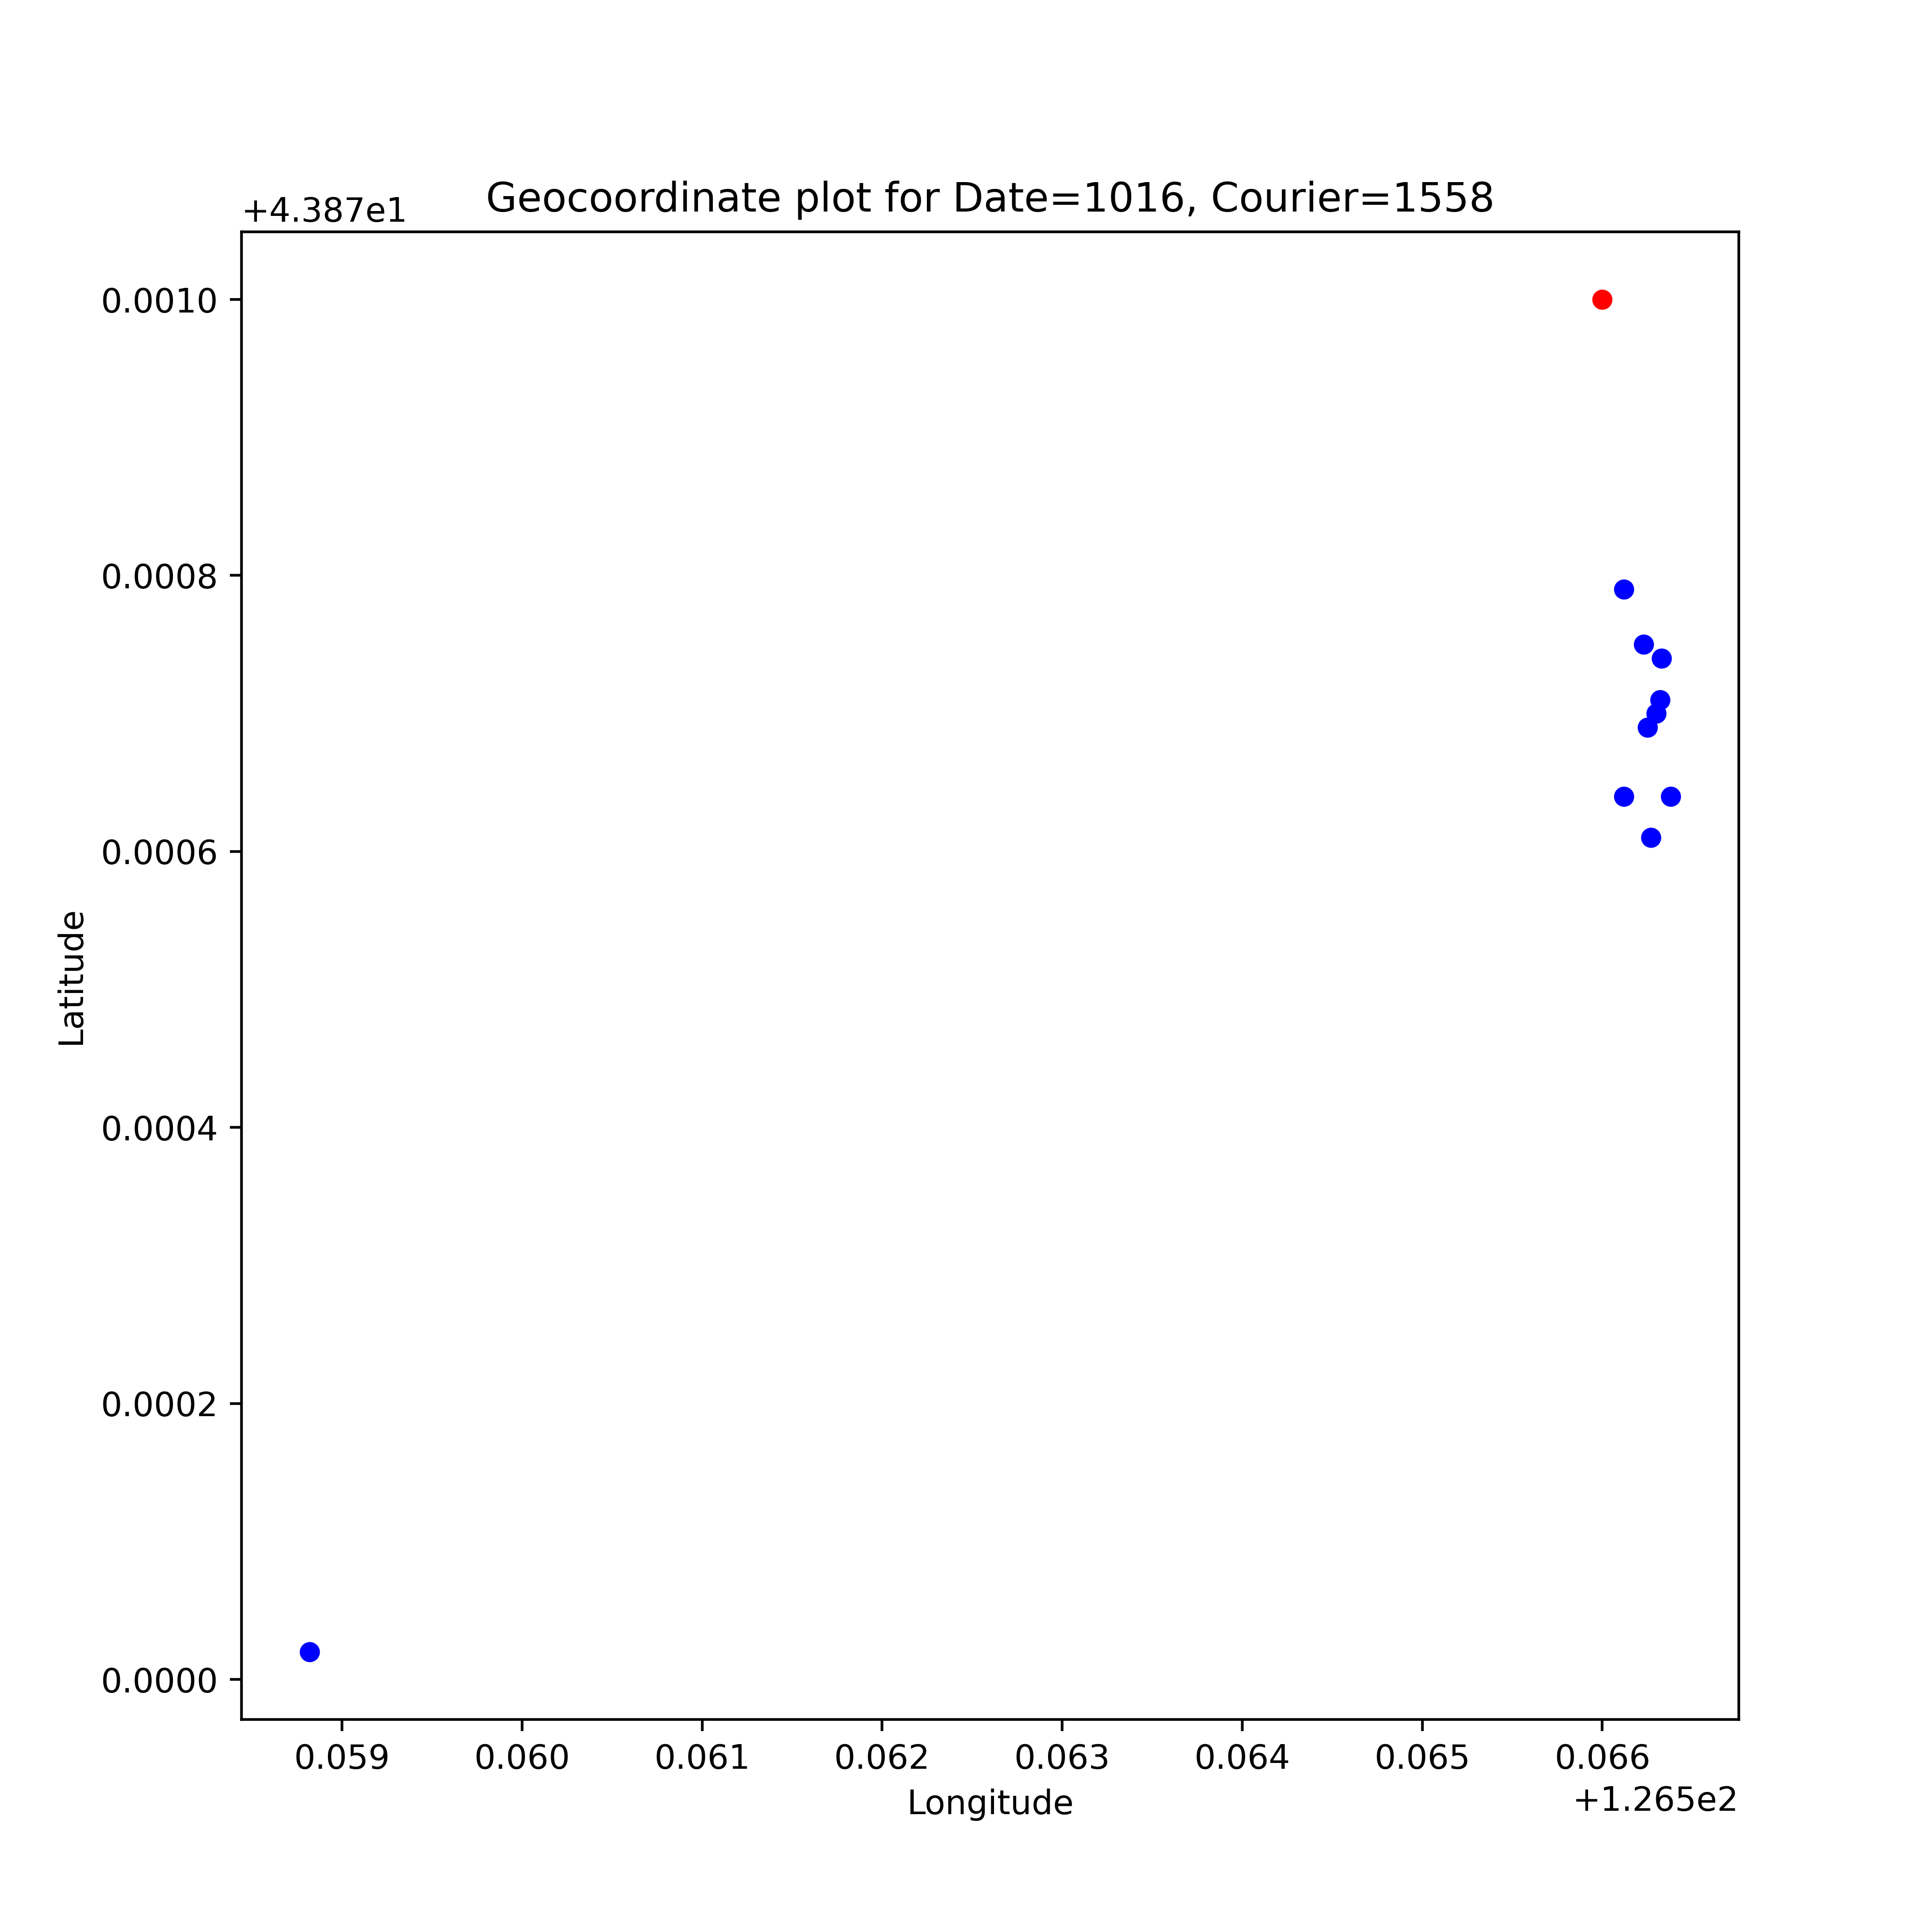 Geocoordinate plot for Date=1016, Courier=1558
+4.387e1
0.0010
0.0008
0.0006
0.0004
0.0002
0.0000
Latitude
0.059 0.060 0.061 0.062 0.063 0.064 0.065 0.066
Longitude
+1.265e2